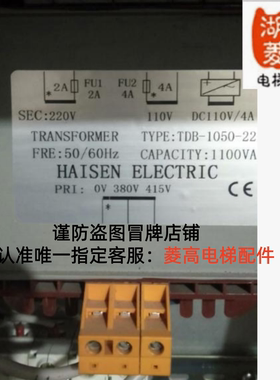 湖
菱
电梯
2A
FU1
2A
FU2
4A
4A
SEC:220V
110V
DC110V/4A
TRANSFORMER
TYPE:TDB-1050-22
FRE:50/60Hz
CAPACITY:1100VA
HAISEN ELECTRIC
PRI: 0V 380V 415V
CE
谨防盗图冒牌店铺
认准唯一指定客服：菱高电梯配件